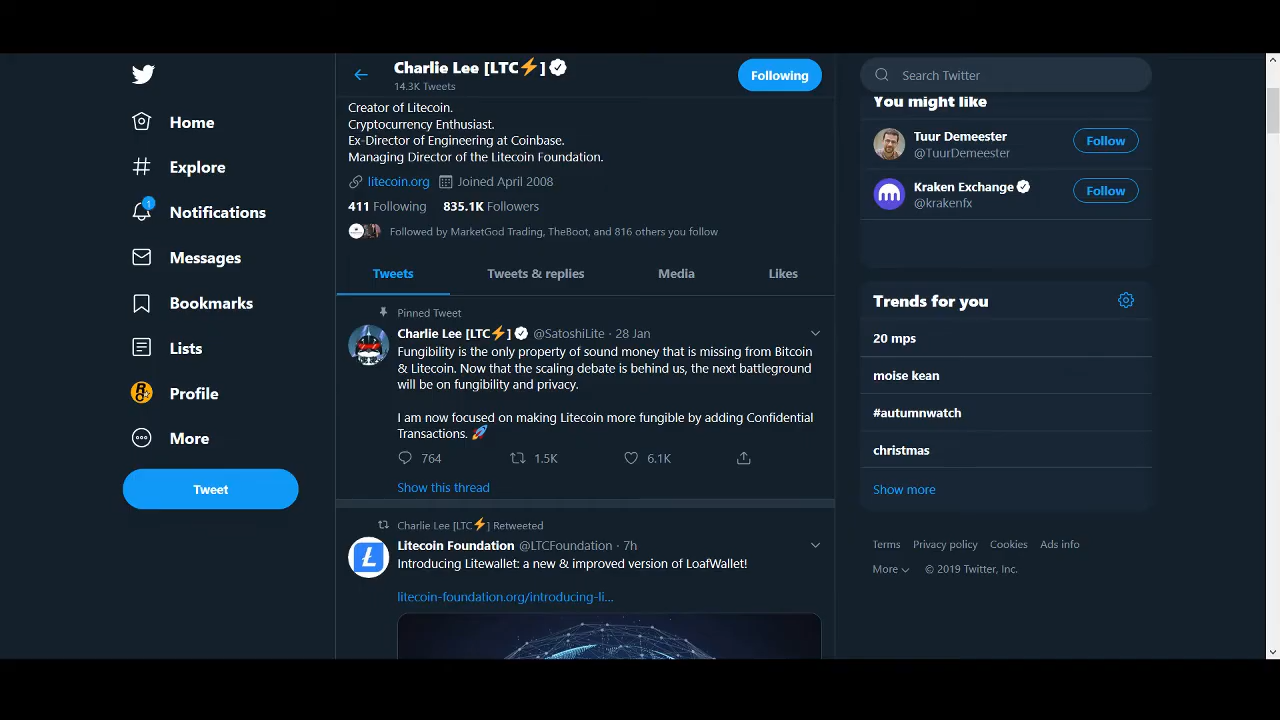 Home
Explore
1
Notifications
Messages
Bookmarks
Lists
Profile
More
Tweet
Charlie Lee [LTC⚡]
14.3K Tweets
Following
Creator of Litecoin.
Cryptocurrency Enthusiast.
Ex-Director of Engineering at Coinbase.
Managing Director of the Litecoin Foundation.
litecoin.org Joined April 2008
411 Following 835.1K Followers
Followed by MarketGod Trading, TheBoot, and 816 others you follow
Tweets Tweets & replies Media Likes
Pinned Tweet
Charlie Lee [LTC⚡] @SatoshiLite · 28 Jan
Fungibility is the only property of sound money that is missing from Bitcoin
& Litecoin. Now that the scaling debate is behind us, the next battleground
will be on fungibility and privacy.
I am now focused on making Litecoin more fungible by adding Confidential
Transactions. 🚀
764 1.5K 6.1K
Show this thread
Charlie Lee [LTC⚡] Retweeted
Litecoin Foundation @LTCFoundation · 7h
Introducing Litewallet: a new & improved version of LoafWallet!
litecoin-foundation.org/introducing-li...
Search Twitter
You might like
Tuur Demeester
@TuurDemeester
Follow
Kraken Exchange
@krakenfx
Follow
Trends for you
20 mps
moise kean
#autumnwatch
christmas
Show more
Terms Privacy policy Cookies Ads info
More © 2019 Twitter, Inc.